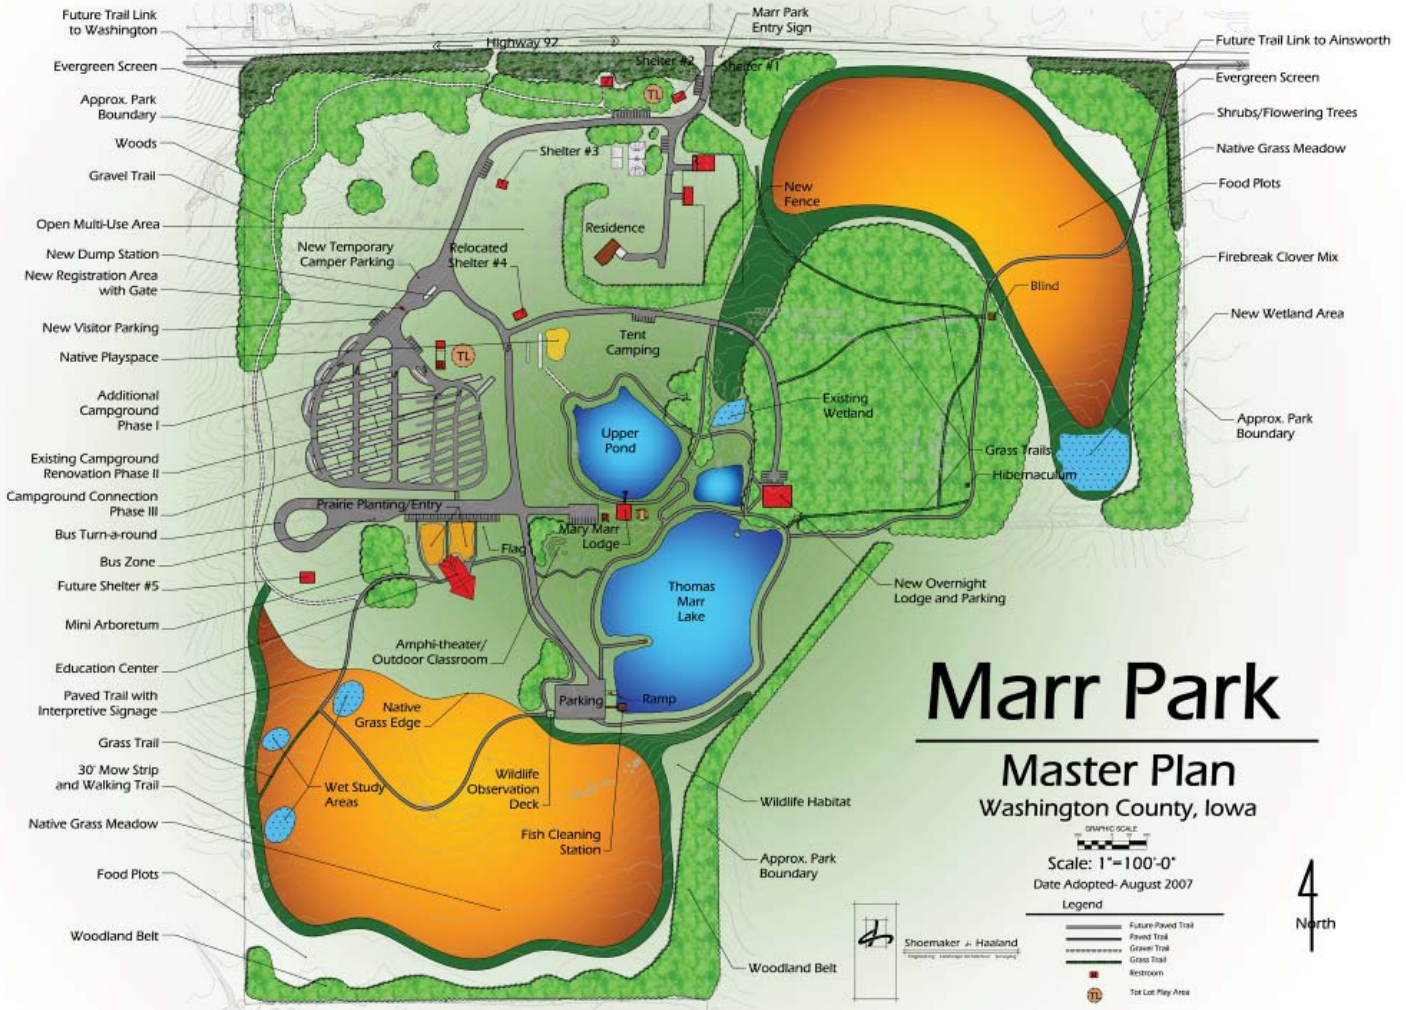 Future Trail Link
to Washington
Evergreen Screen
Approx. Park
Boundary
Woods
Gravel Trail
Open Multi-Use Area
New Dump Station
New Registration Area
with Gate
New Visitor Parking
Native Playspace
Additional
Campground
Phase I
Existing Campground
Renovation Phase II
Campground Connection
Phase III
Bus Turn-a-round
Bus Zone
Future Shelter #5
Mini Arboretum
Education Center
Paved Trail with
Interpretive Signage
Grass Trail
30' Mow Strip
and Walking Trail
Native Grass Meadow
Food Plots
Woodland Belt
Highway 92
Marr Park
Entry Sign
Shelter #2
Shelter #1
TL
Shelter #3
New
Fence
Residence
New Temporary
Camper Parking
Relocated
Shelter #4
TL
Tent
Camping
Upper
Pond
Existing
Wetland
Blind
Grass Trails
Hibernaculum
Prairie Planting/Entry
Flag
Mary Marr
Lodge
TL
Thomas
Marr
Lake
New Overnight
Lodge and Parking
Amphi-theater/
Outdoor Classroom
Parking
Ramp
Native
Grass Edge
Wet Study
Areas
Wildlife
Observation
Deck
Fish Cleaning
Station
Wildlife Habitat
Approx. Park
Boundary
Woodland Belt
Future Trail Link to Ainsworth
Evergreen Screen
Shrubs/Flowering Trees
Native Grass Meadow
Food Plots
Firebreak Clover Mix
New Wetland Area
Approx. Park
Boundary
Marr Park
Master Plan
Washington County, Iowa
GRAPHIC SCALE
Scale: 1"=100'-0"
Date Adopted- August 2007
Legend
Future Paved Trail
Paved Trail
Gravel Trail
Grass Trail
R Restroom
TL Tot Lot Play Area
North
Shoemaker & Haaland
Engineering Landscape Architecture Surveying